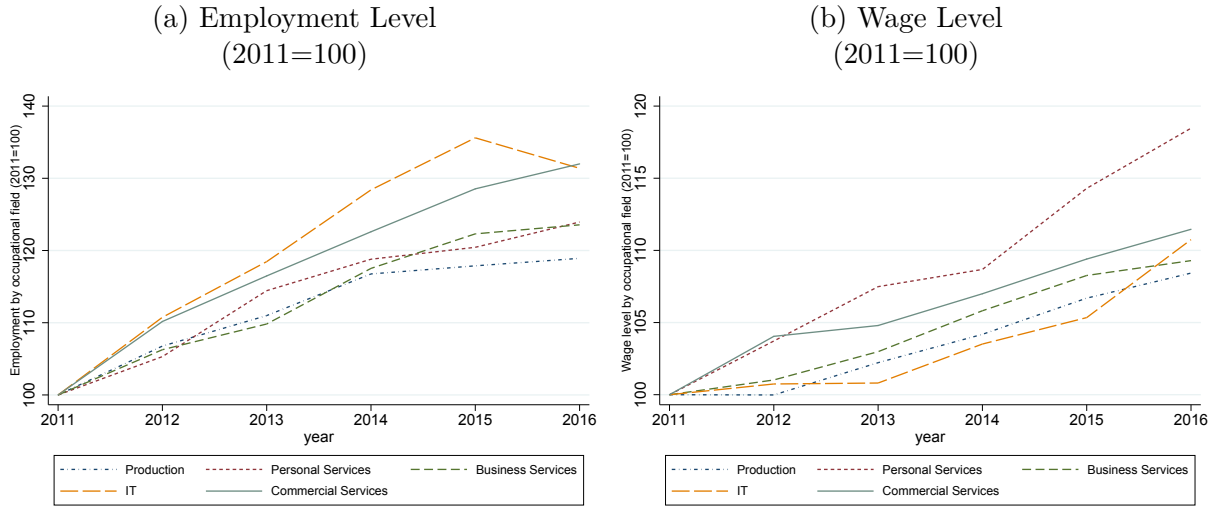 (a) Employment Level
(2011=100)
Employment by occupational field (2011=100)
140
130
120
110
100
2011 2012 2013 2014 2015 2016
year
Production Personal Services Business Services
IT Commercial Services
(b) Wage Level
(2011=100)
Wage level by occupational field (2011=100)
120
115
110
105
100
2011 2012 2013 2014 2015 2016
year
Production Personal Services Business Services
IT Commercial Services